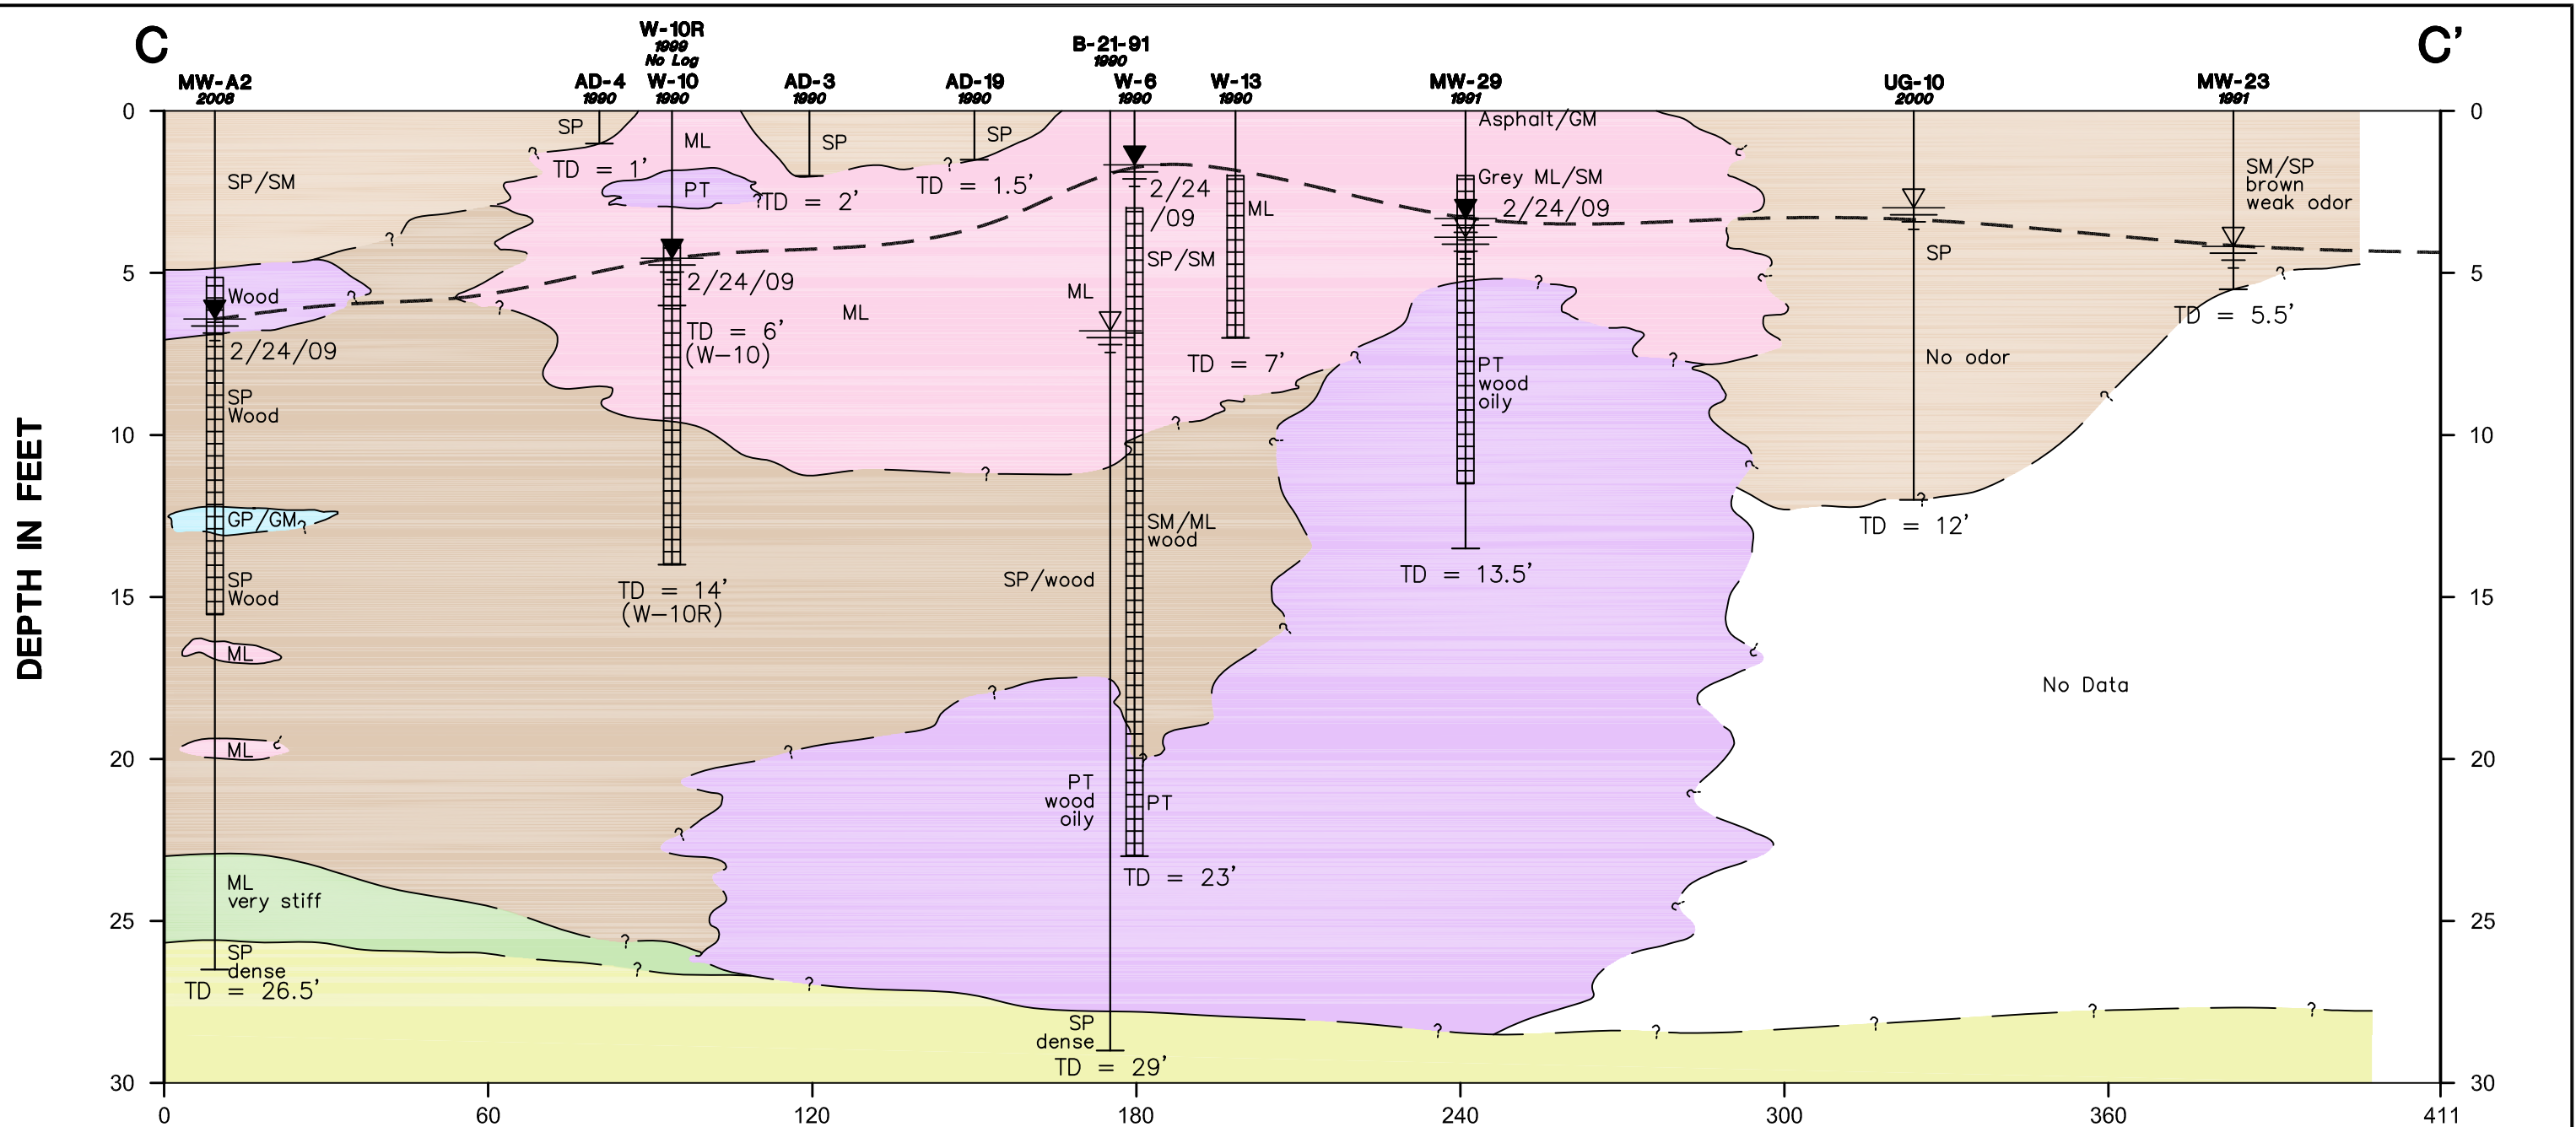 C
C'
W-10R
1999
No Log
B-21-91
1990
MW-A2
2008
AD-4
1990
W-10
1990
AD-3
1990
AD-19
1990
W-6
1990
W-13
1990
MW-29
1991
UG-10
2000
MW-23
1991
DEPTH IN FEET
0
5
10
15
20
25
30
0
5
10
15
20
25
30
SP/SM
?
Wood
?
2/24/09
SP
Wood
GP/GM
?
SP
Wood
ML
ML
?
ML
very stiff
SP
dense
TD = 26.5'
SP
?
TD = 1'
ML
PT
?
2/24/09
?
TD = 6'
(W-10)
TD = 14'
(W-10R)
SP
TD = 2'
ML
SP
?
TD = 1.5'
?
2/24
/09
SP/SM
ML
ML
TD = 7'
?
?
SM/ML
wood
SP/wood
?
?
?
?
?
PT
wood
oily
PT
TD = 23'
?
?
?
?
SP
dense
TD = 29'
Asphalt/GM
?
Grey ML/SM
2/24/09
?
?
?
?
PT
wood
oily
?
TD = 13.5'
?
?
?
SP
No odor
?
TD = 12'
SM/SP
brown
weak odor
?
TD = 5.5'
?
No Data
?
?
?
?
?
0
60
120
180
240
300
360
411